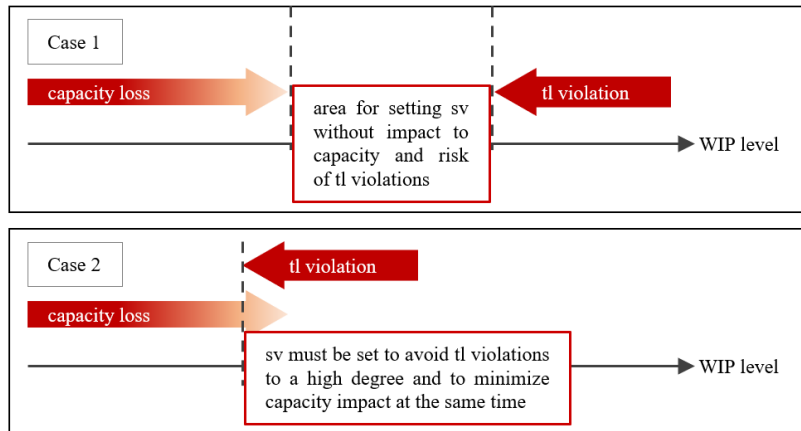 Case 1
capacity loss
tl violation
area for setting sv
without impact to
capacity and risk
of tl violations
WIP level
Case 2
tl violation
capacity loss
sv must be set to avoid tl violations
to a high degree and to minimize
capacity impact at the same time
WIP level